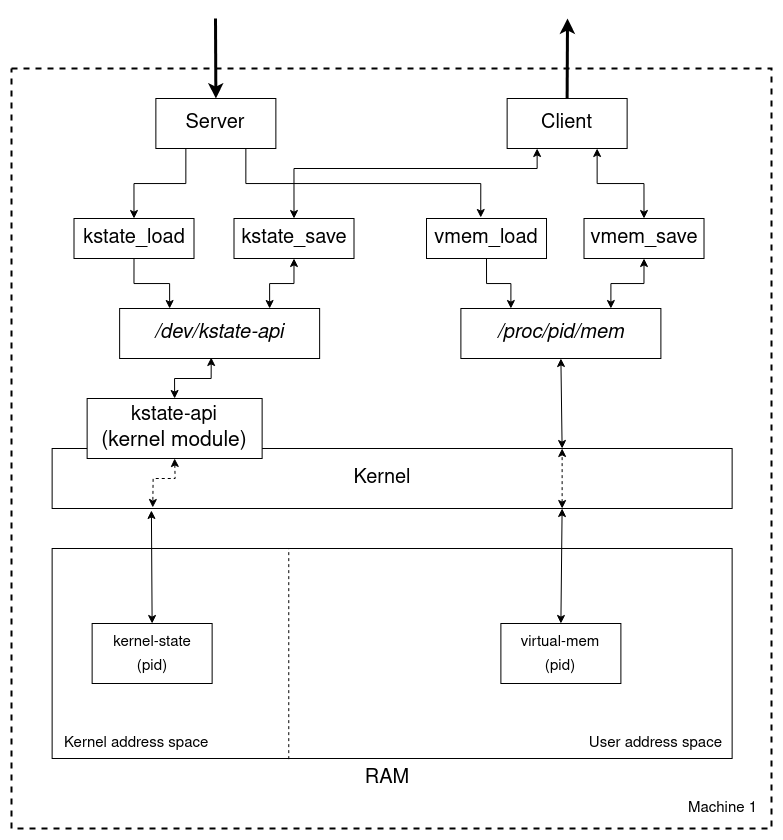 Server
Client
kstate_load
kstate_save
vmem_load
vmem_save
/dev/kstate-api
/proc/pid/mem
kstate-api
(kernel module)
Kernel
kernel-state
(pid)
virtual-mem
(pid)
Kernel address space
User address space
RAM
Machine 1